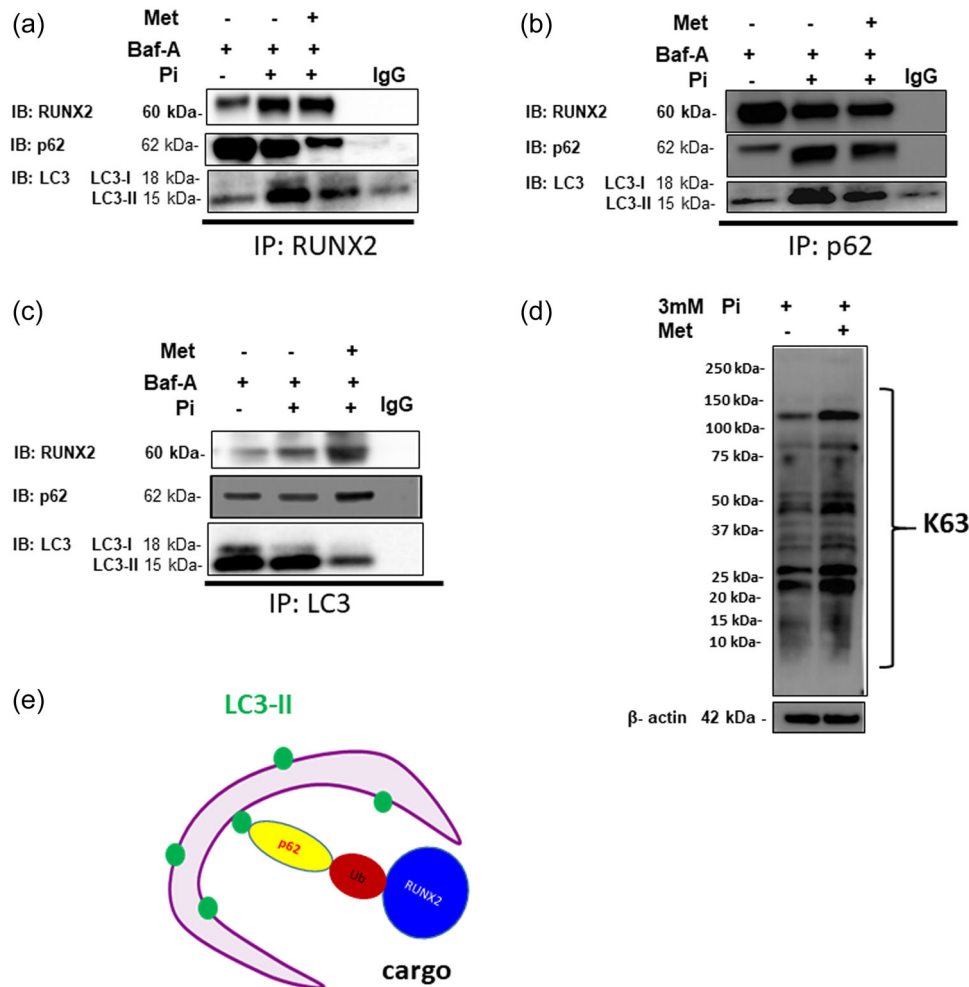 (a)
Met - - +
Baf-A + + +
Pi - + + IgG
IB: RUNX2 60 kDa-
IB: p62 62 kDa-
IB: LC3 LC3-I 18 kDa-
LC3-II 15 kDa-
IP: RUNX2
(b)
Met - - +
Baf-A + + +
Pi - + + IgG
IB: RUNX2 60 kDa-
IB: p62 62 kDa-
IB: LC3 LC3-I 18 kDa-
LC3-II 15 kDa-
IP: p62
(c)
Met - - +
Baf-A + + +
Pi - + + IgG
IB: RUNX2 60 kDa-
IB: p62 62 kDa-
IB: LC3 LC3-I 18 kDa-
LC3-II 15 kDa-
IP: LC3
(d)
3mM Pi + +
Met - +
250 kDa-
150 kDa-
100 kDa-
75 kDa-
50 kDa-
37 kDa-
25 kDa-
20 kDa-
15 kDa-
10 kDa-
K63
β- actin 42 kDa -
(e)
LC3-II
p62
Ub
RUNX2
cargo